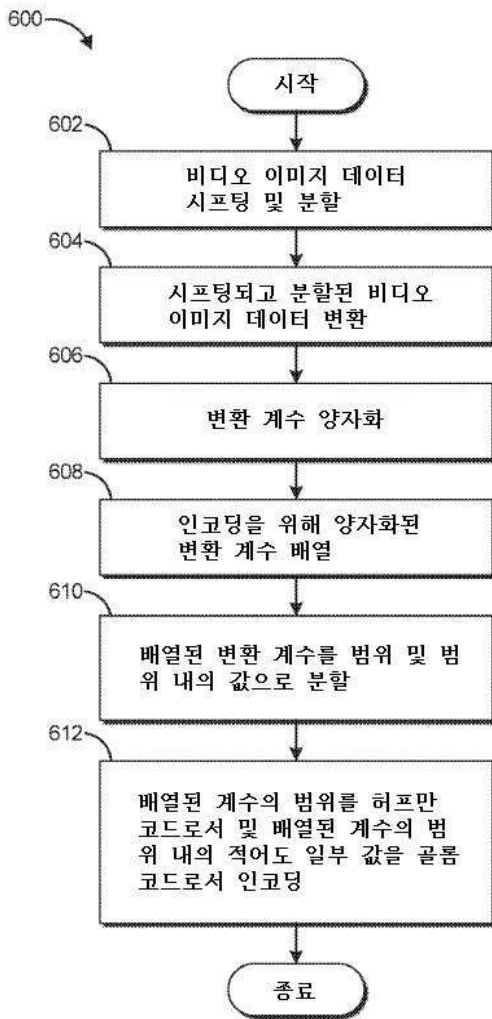 600
시작
602
비디오 이미지 데이터
시프팅 및 분할
604
시프팅되고 분할된 비디오
이미지 데이터 변환
606
변환 계수 양자화
608
인코딩을 위해 양자화된
변환 계수 배열
610
배열된 변환 계수를 범위 및 범
위 내의 값으로 분할
612
배열된 계수의 범위를 허프만
코드로서 및 배열된 계수의 범
위 내의 적어도 일부 값을 골롬
코드로서 인코딩
종료